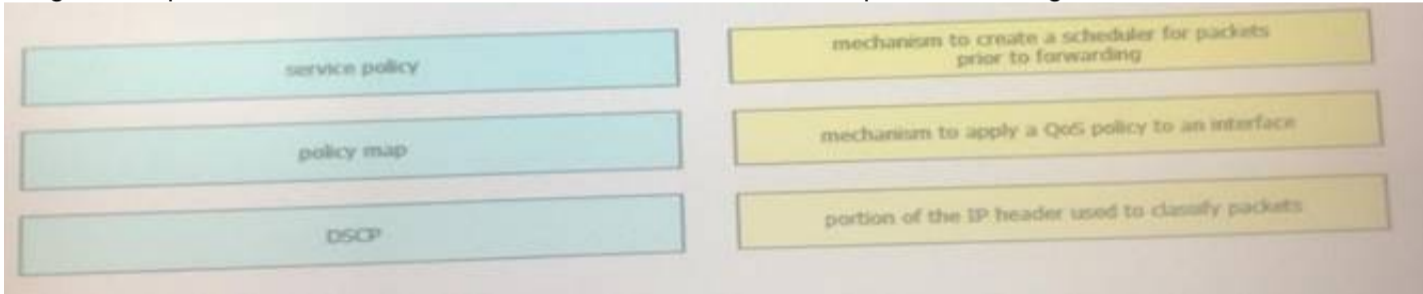 service policy
mechanism to create a scheduler for packets
prior to forwarding
policy map
mechanism to apply a QoS policy to an interface
DSCP
portion of the IP header used to classify packets